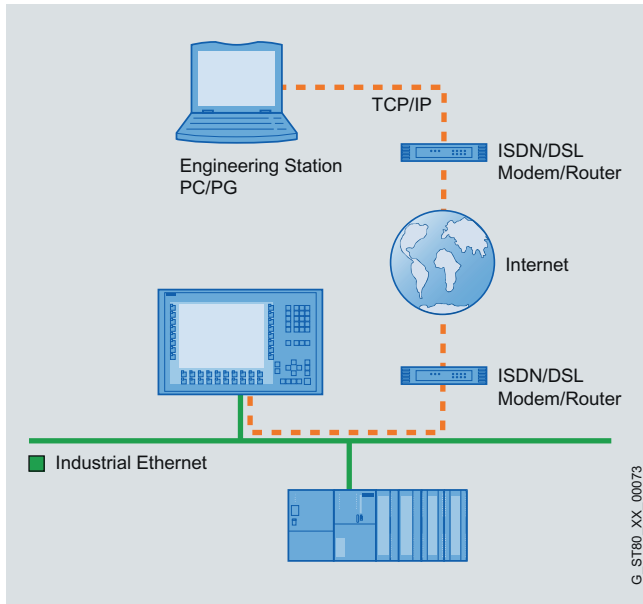 TCP/IP
Engineering Station
PC/PG
ISDN/DSL
Modem/Router
Internet
ISDN/DSL
Modem/Router
Industrial Ethernet
G_ST80_XX_00073